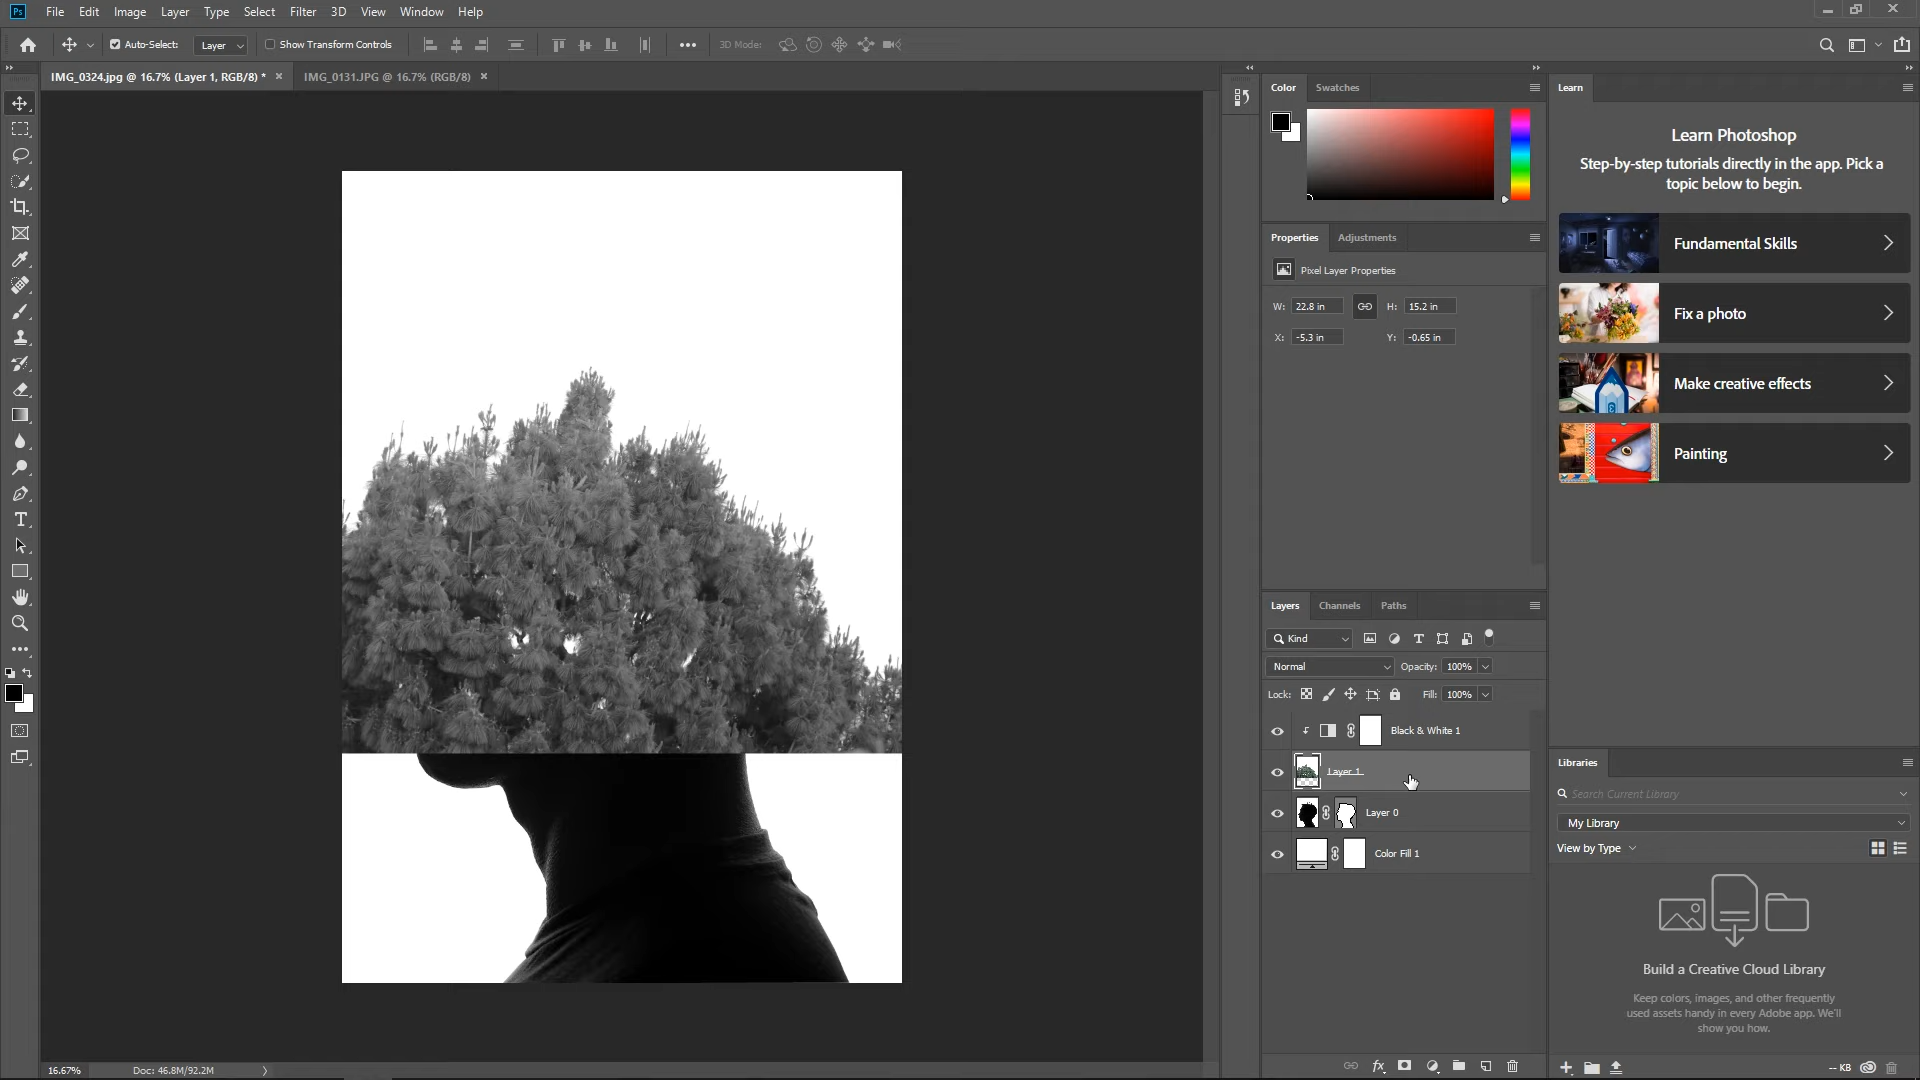 Ps File Edit Image Layer Type Select Filter 3D View Window Help
Auto-Select: Layer Show Transform Controls 3D Mode:
IMG_0324.jpg @ 16.7% (Layer 1, RGB/8) * × IMG_0131.JPG @ 16.7% (RGB/8) ×
Color Swatches
Properties Adjustments
Pixel Layer Properties
W: 22.8 in H: 15.2 in
X: -5.3 in Y: -0.65 in
Layers Channels Paths
Kind
Normal Opacity: 100%
Lock: Fill: 100%
Black & White 1
Layer 1
Layer 0
Color Fill 1
Learn
Learn Photoshop
Step-by-step tutorials directly in the app. Pick a
topic below to begin.
Fundamental Skills
Fix a photo
Make creative effects
Painting
Libraries
Search Current Library
My Library
View by Type
Build a Creative Cloud Library
Keep colors, images, and other frequently
used assets handy in every Adobe app. We'll
show you how.
-- KB
16.67% Doc: 46.8M/92.2M